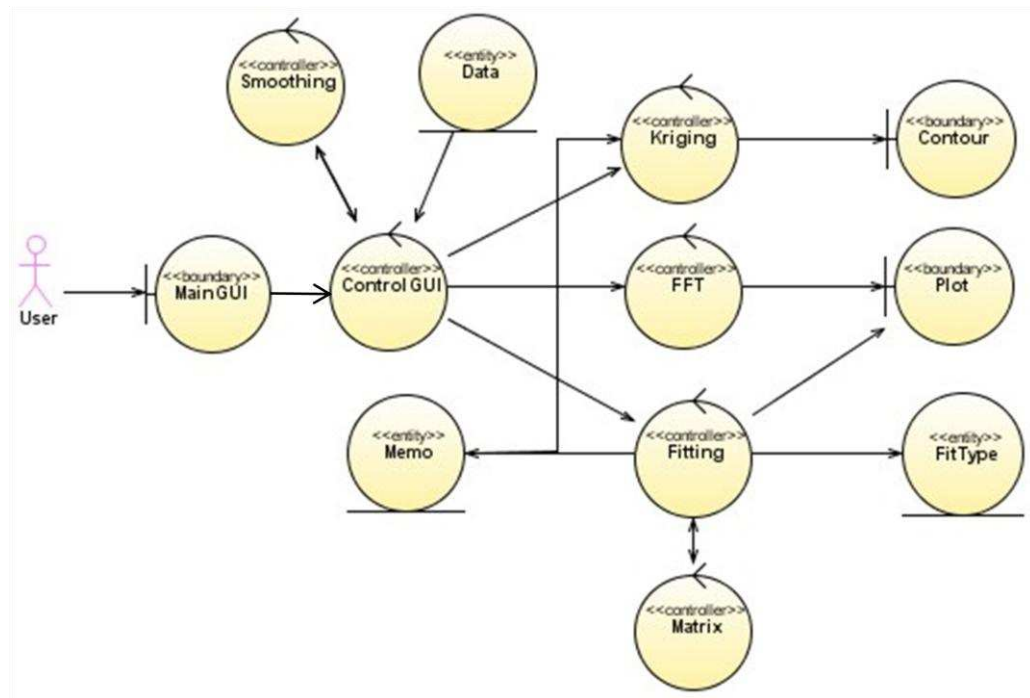 <<controller>>
Smoothing
<<entity>>
Data
<<controller>>
Kriging
<<boundary>>
Contour
User
<<boundary>>
MainGUI
<<controller>>
Control GUI
<<controller>>
FFT
<<boundary>>
Plot
<<entity>>
Memo
<<controller>>
Fitting
<<entity>>
FitType
<<controller>>
Matrix